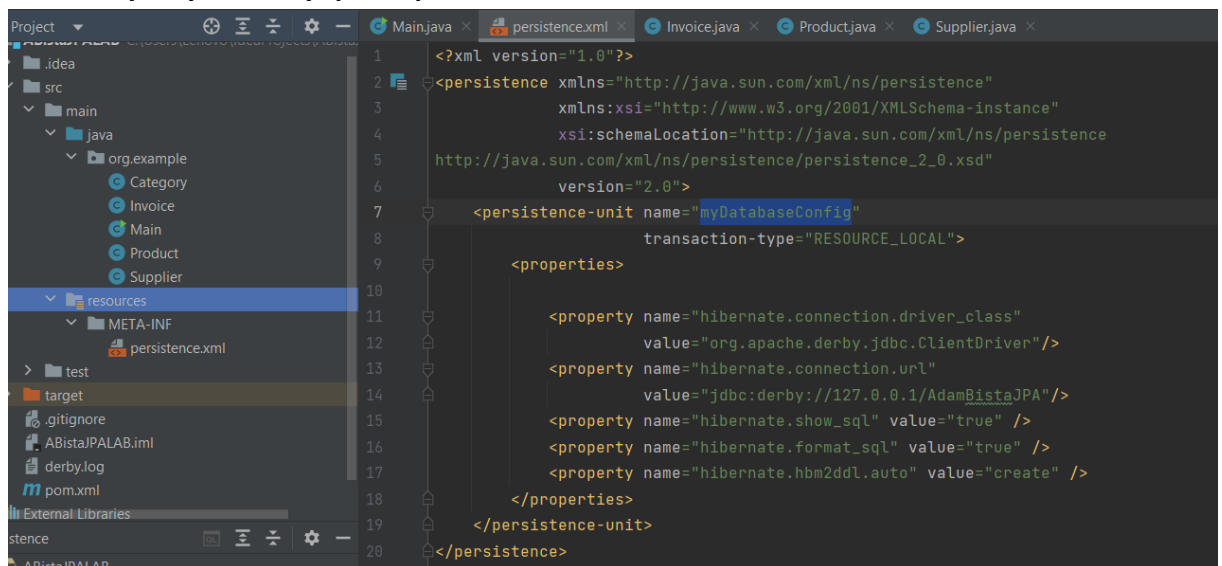 Project
Main.java
persistence.xml
Invoice.java
Product.java
Supplier.java
.idea
src
main
java
org.example
Category
Invoice
Main
Product
Supplier
resources
META-INF
persistence.xml
test
target
.gitignore
ABistaJPALAB.iml
derby.log
pom.xml
External Libraries
stence
QL
1 <?xml version="1.0"?>
2 <persistence xmlns="http://java.sun.com/xml/ns/persistence"
3 xmlns:xsi="http://www.w3.org/2001/XMLSchema-instance"
4 xsi:schemaLocation="http://java.sun.com/xml/ns/persistence
5 http://java.sun.com/xml/ns/persistence/persistence_2_0.xsd"
6 version="2.0">
7 <persistence-unit name="myDatabaseConfig"
8 transaction-type="RESOURCE_LOCAL">
9 <properties>
10
11 <property name="hibernate.connection.driver_class"
12 value="org.apache.derby.jdbc.ClientDriver"/>
13 <property name="hibernate.connection.url"
14 value="jdbc:derby://127.0.0.1/AdamBistaJPA"/>
15 <property name="hibernate.show_sql" value="true" />
16 <property name="hibernate.format_sql" value="true" />
17 <property name="hibernate.hbm2ddl.auto" value="create" />
18 </properties>
19 </persistence-unit>
20 </persistence>